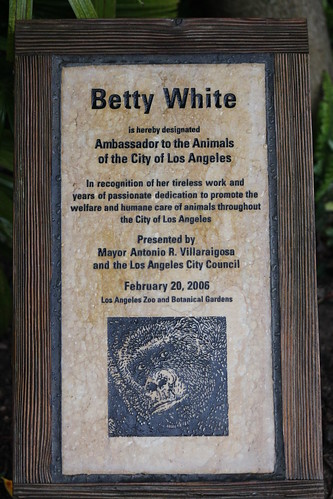 Betty White
is hereby designated
Ambassador to the Animals
of the City of Los Angeles
In recognition of her tireless work and
years of passionate dedication to promote the
welfare and humane care of animals throughout
the City of Los Angeles
Presented by
Mayor Antonio R. Villaraigosa
and the Los Angeles City Council
February 20, 2006
Los Angeles Zoo and Botanical Gardens